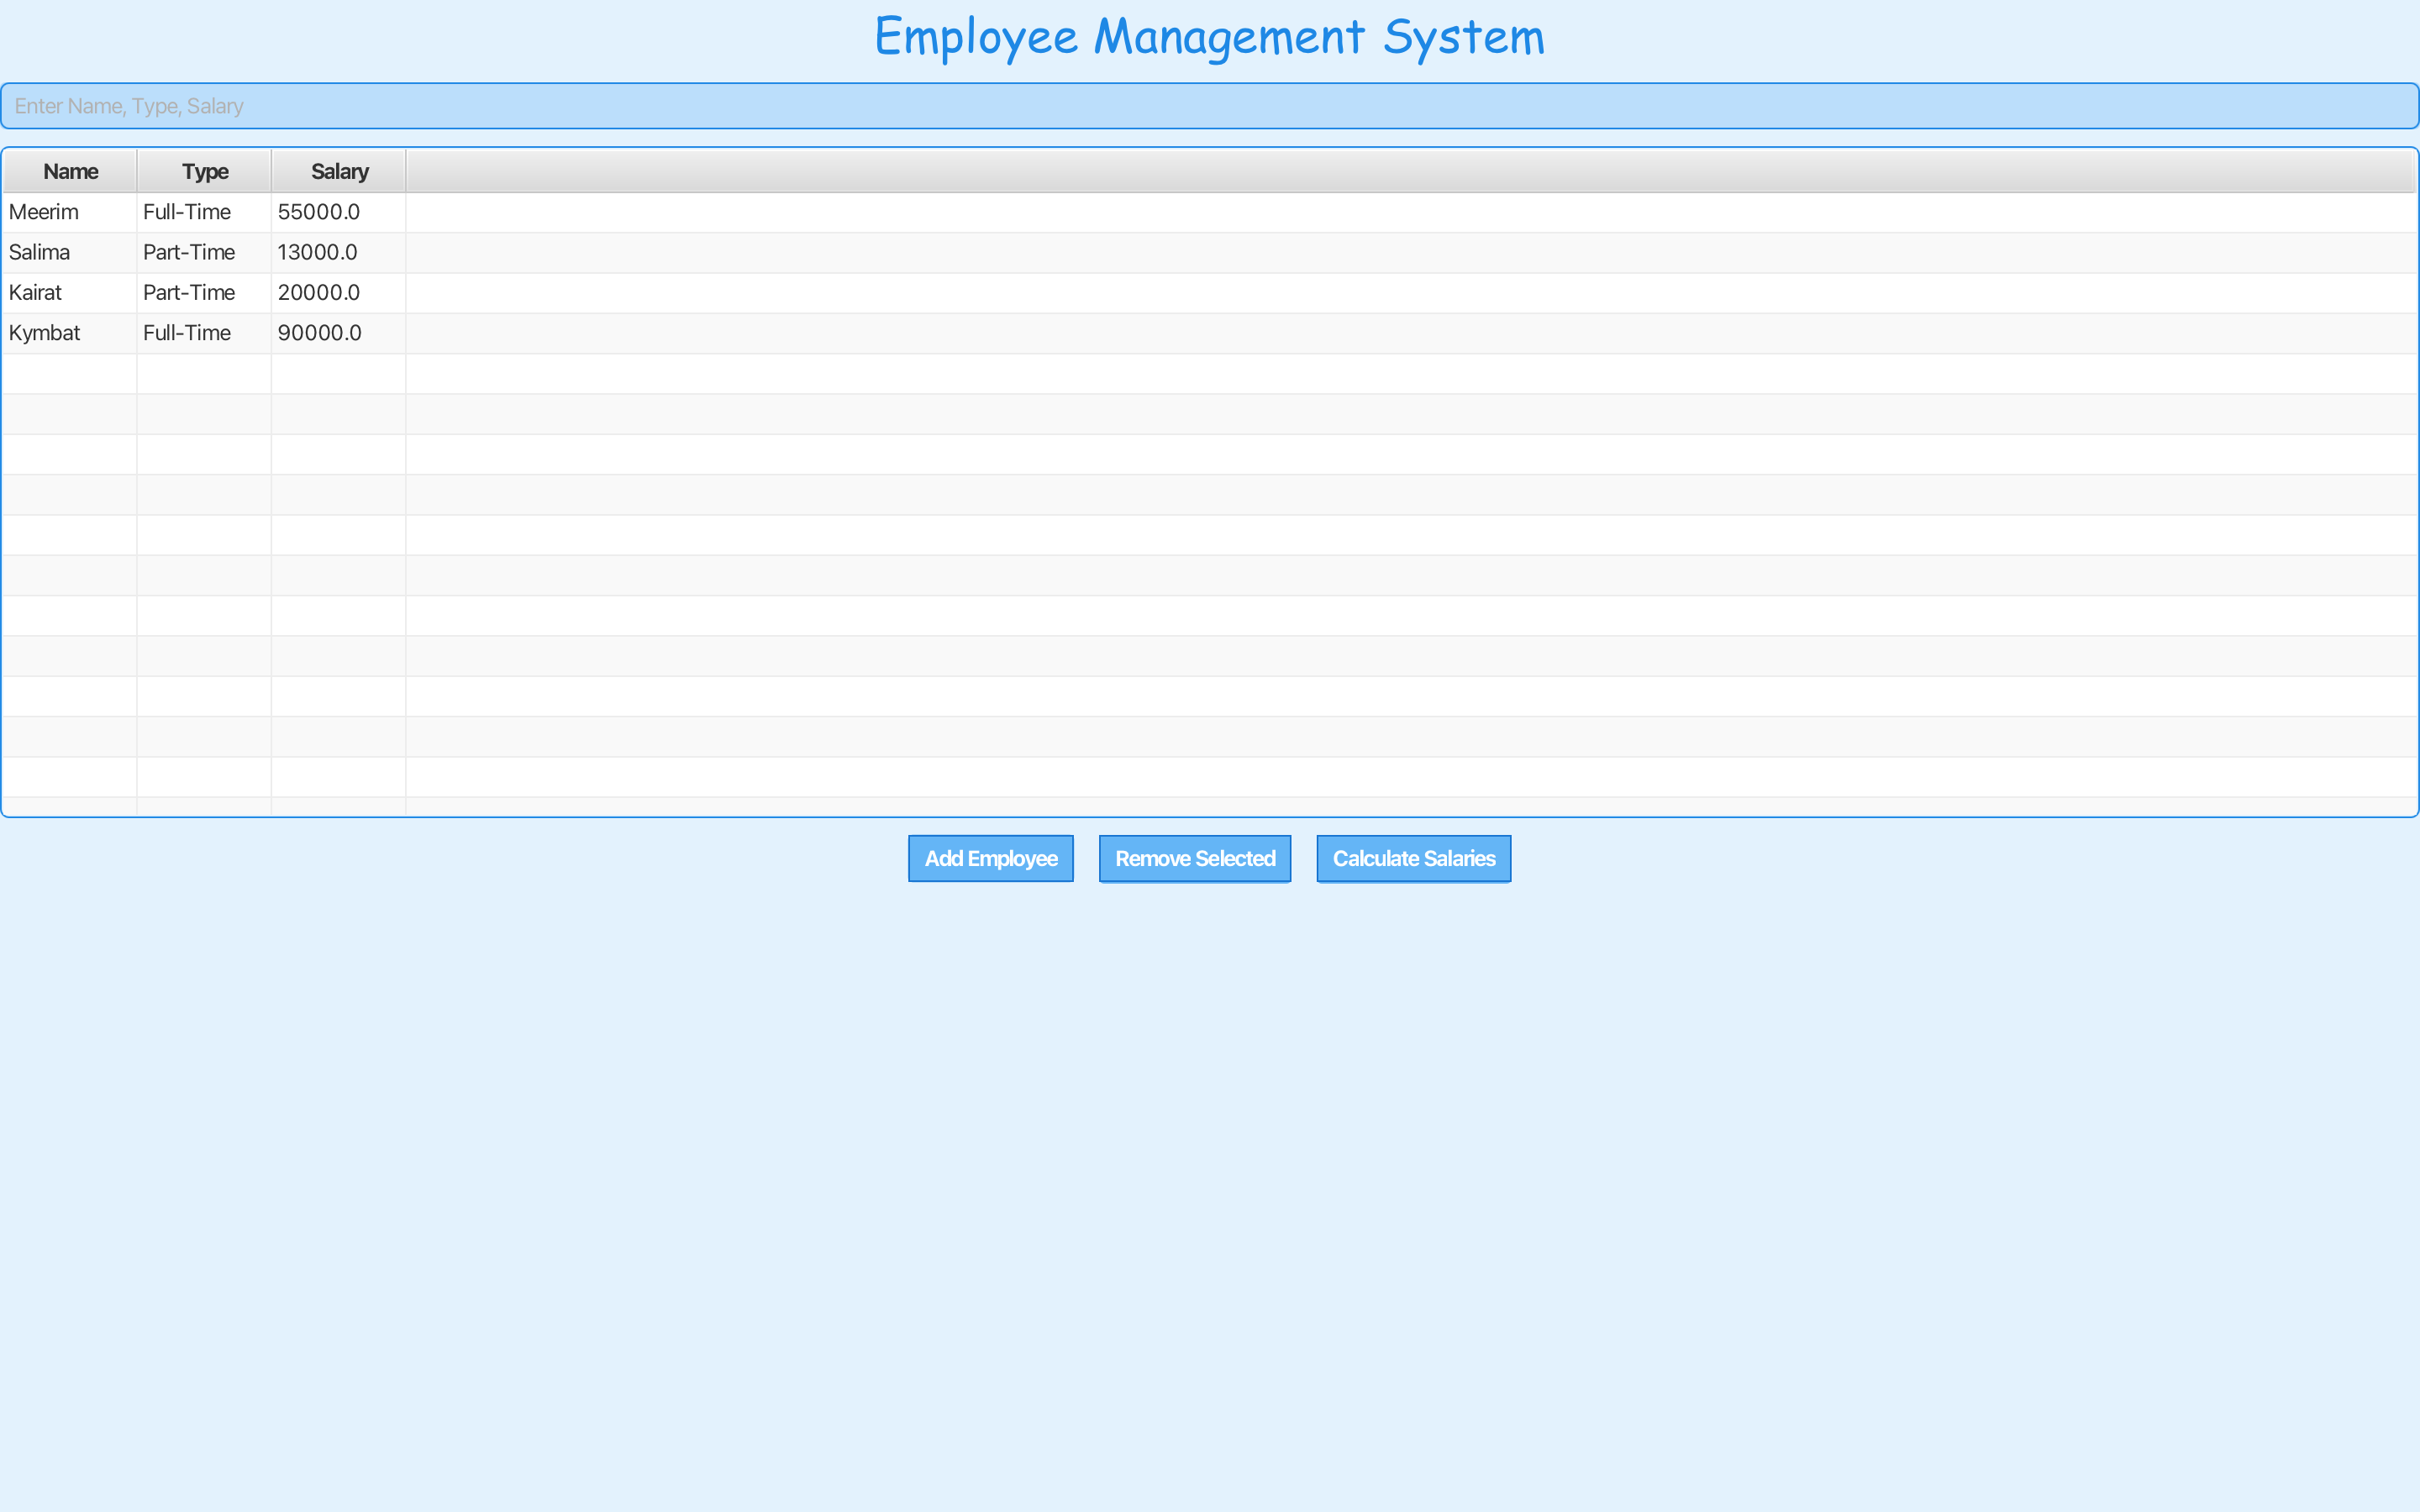 Employee Management System
Enter Name, Type, Salary
Name Type Salary
Meerim Full-Time 55000.0
Salima Part-Time 13000.0
Kairat Part-Time 20000.0
Kymbat Full-Time 90000.0
Add Employee Remove Selected Calculate Salaries